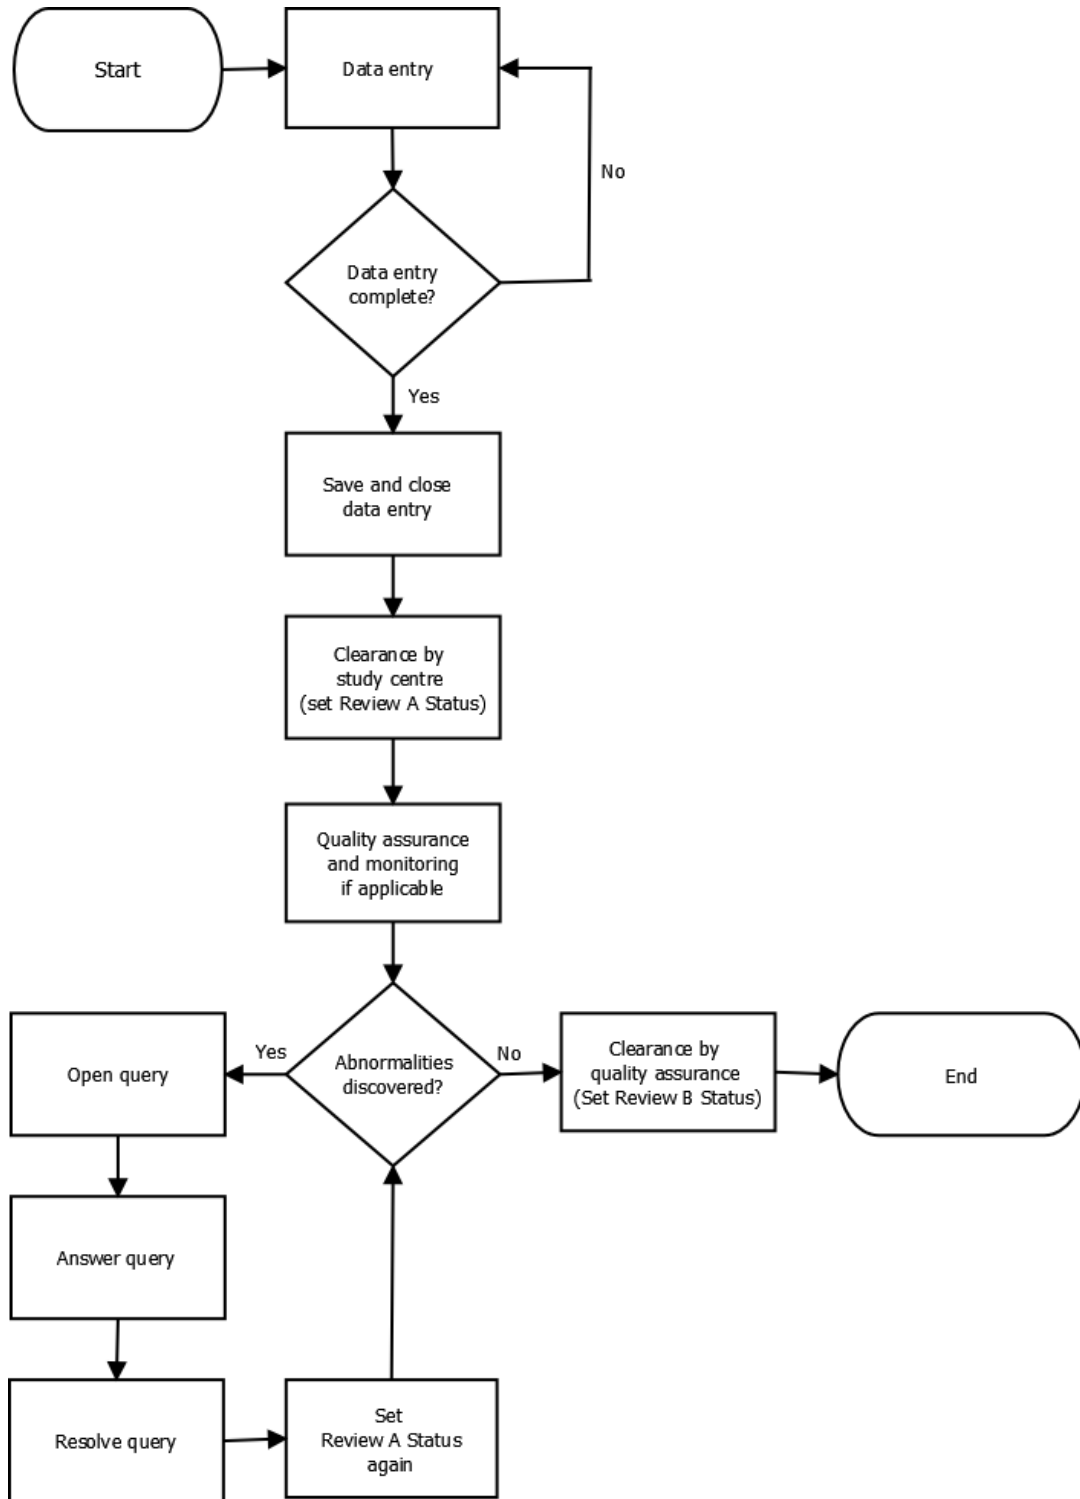 Start
Data entry
No
Data entry
complete?
Yes
Save and close
data entry
Clearance by
study centre
(set Review A Status)
Quality assurance
and monitoring
if applicable
Open query
Yes
Abnormalities
discovered?
No
Clearance by
quality assurance
(Set Review B Status)
End
Answer query
Resolve query
Set
Review A Status
again